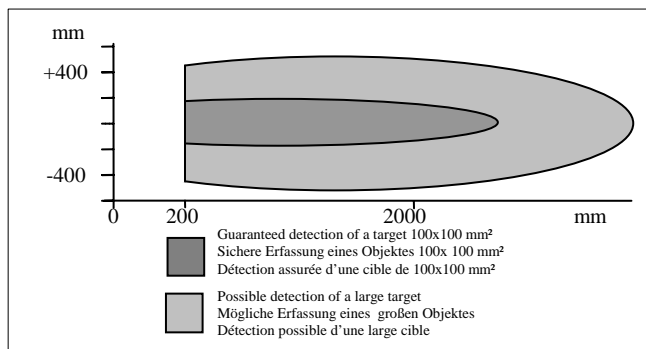 mm
+400
-400
0 200 2000 mm
Guaranteed detection of a target 100x100 mm²
Sichere Erfassung eines Objektes 100x 100 mm²
Détection assurée d’une cible de 100x100 mm²
Possible detection of a large target
Mögliche Erfassung eines  großen Objektes
Détection possible d’une large cible